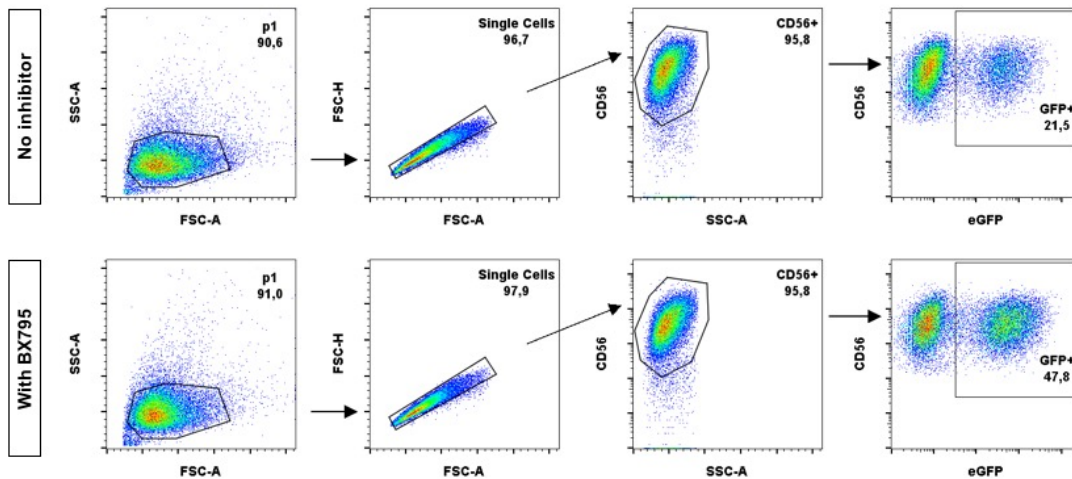 No inhibitor
SSC-A
p1
90,6
FSC-A
FSC-H
Single Cells
96,7
FSC-A
CD56
CD56+
95,8
SSC-A
CD56
GFP+
21,5
eGFP
With BX795
SSC-A
p1
91,0
FSC-A
FSC-H
Single Cells
97,9
FSC-A
CD56
CD56+
95,8
SSC-A
CD56
GFP+
47,8
eGFP